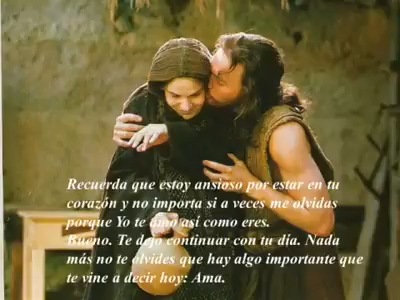 Recuerda que estoy ansioso por estar en tu
corazón y no importa si a veces me olvidas
porque Yo te amo asi como eres.
Bueno. Te dejo continuar con tu día. Nada
más no te olvides que hay algo importante que
te vine a decir hoy: Ama.